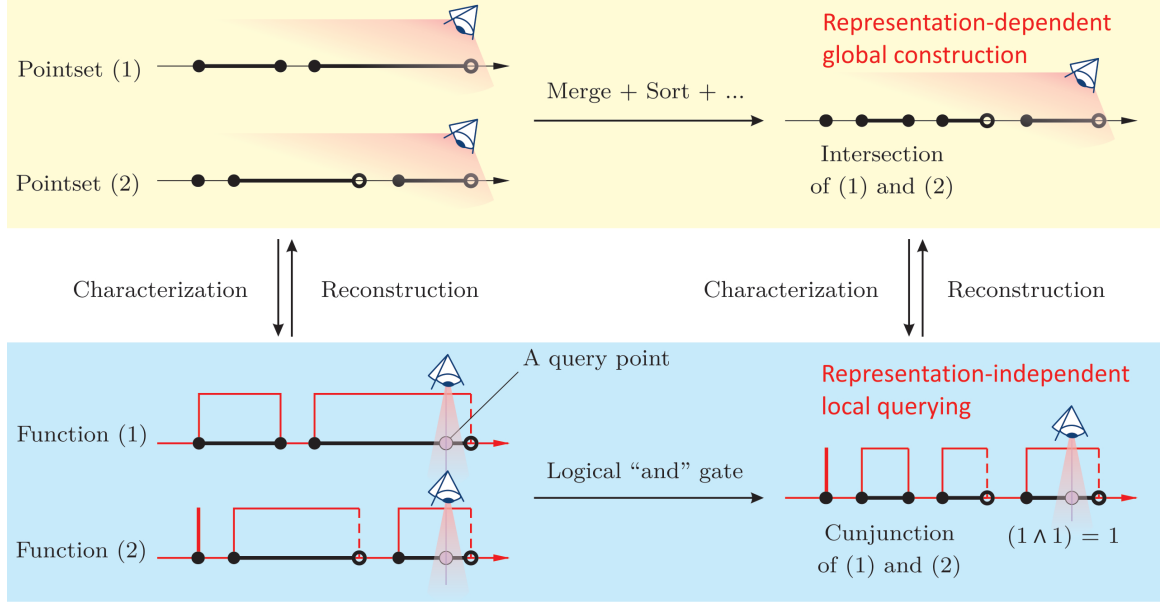 Representation-dependent
global construction
Pointset (1)
Merge + Sort + ...
Pointset (2)
Intersection
of (1) and (2)
Characterization
Reconstruction
Characterization
Reconstruction
A query point
Representation-independent
local querying
Function (1)
Logical “and” gate
Function (2)
Cunjunction
of (1) and (2)
(1 ∧ 1) = 1